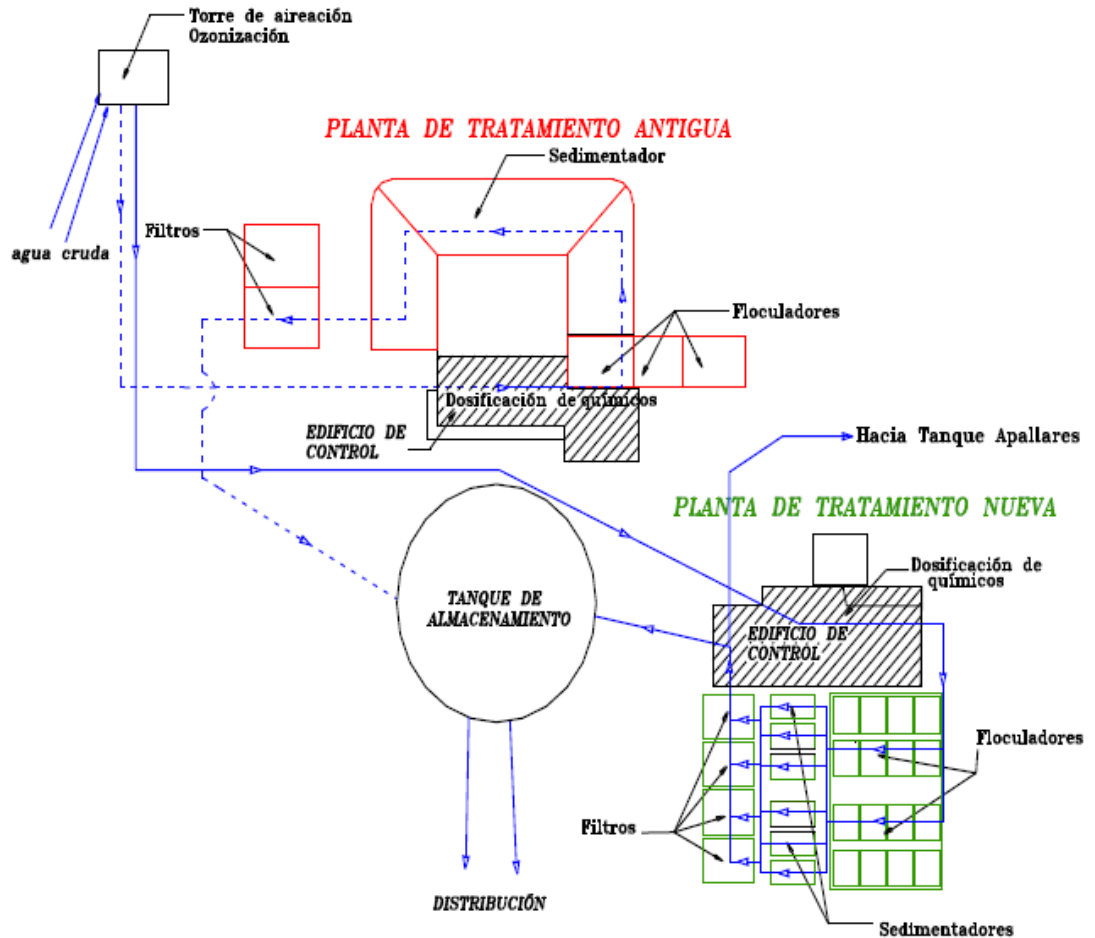 Torre de aireación
Ozonización
PLANTA DE TRATAMIENTO ANTIGUA
Sedimentador
Filtros
agua cruda
Floculadores
Dosificación de químicos
EDIFICIO DE
CONTROL
Hacia Tanque Apallares
PLANTA DE TRATAMIENTO NUEVA
Dosificación de
químicos
TANQUE DE
ALMACENAMIENTO
EDIFICIO DE
CONTROL
Floculadores
Filtros
DISTRIBUCIÓN
Sedimentadores